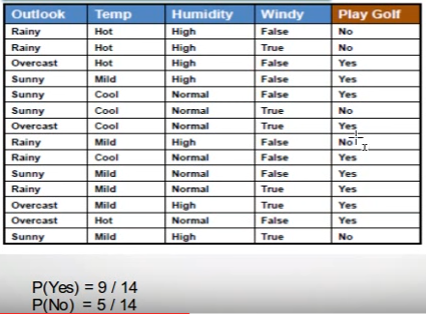 Outlook Temp Humidity Windy Play Golf
Rainy Hot High False No
Rainy Hot High True No
Overcast Hot High False Yes
Sunny Mild High False Yes
Sunny Cool Normal False Yes
Sunny Cool Normal True No
Overcast Cool Normal True Yes
Rainy Mild High False No
Rainy Cool Normal False Yes
Sunny Mild Normal False Yes
Rainy Mild Normal True Yes
Overcast Mild High True Yes
Overcast Hot Normal False Yes
Sunny Mild High True No
P(Yes) = 9 / 14
P(No) = 5 / 14